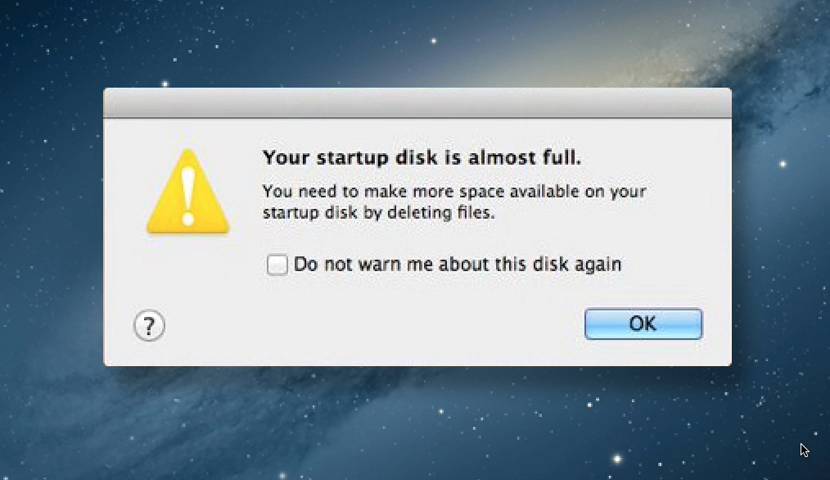 Your startup disk is almost full.
You need to make more space available on your
startup disk by deleting files.
Do not warn me about this disk again
?
OK